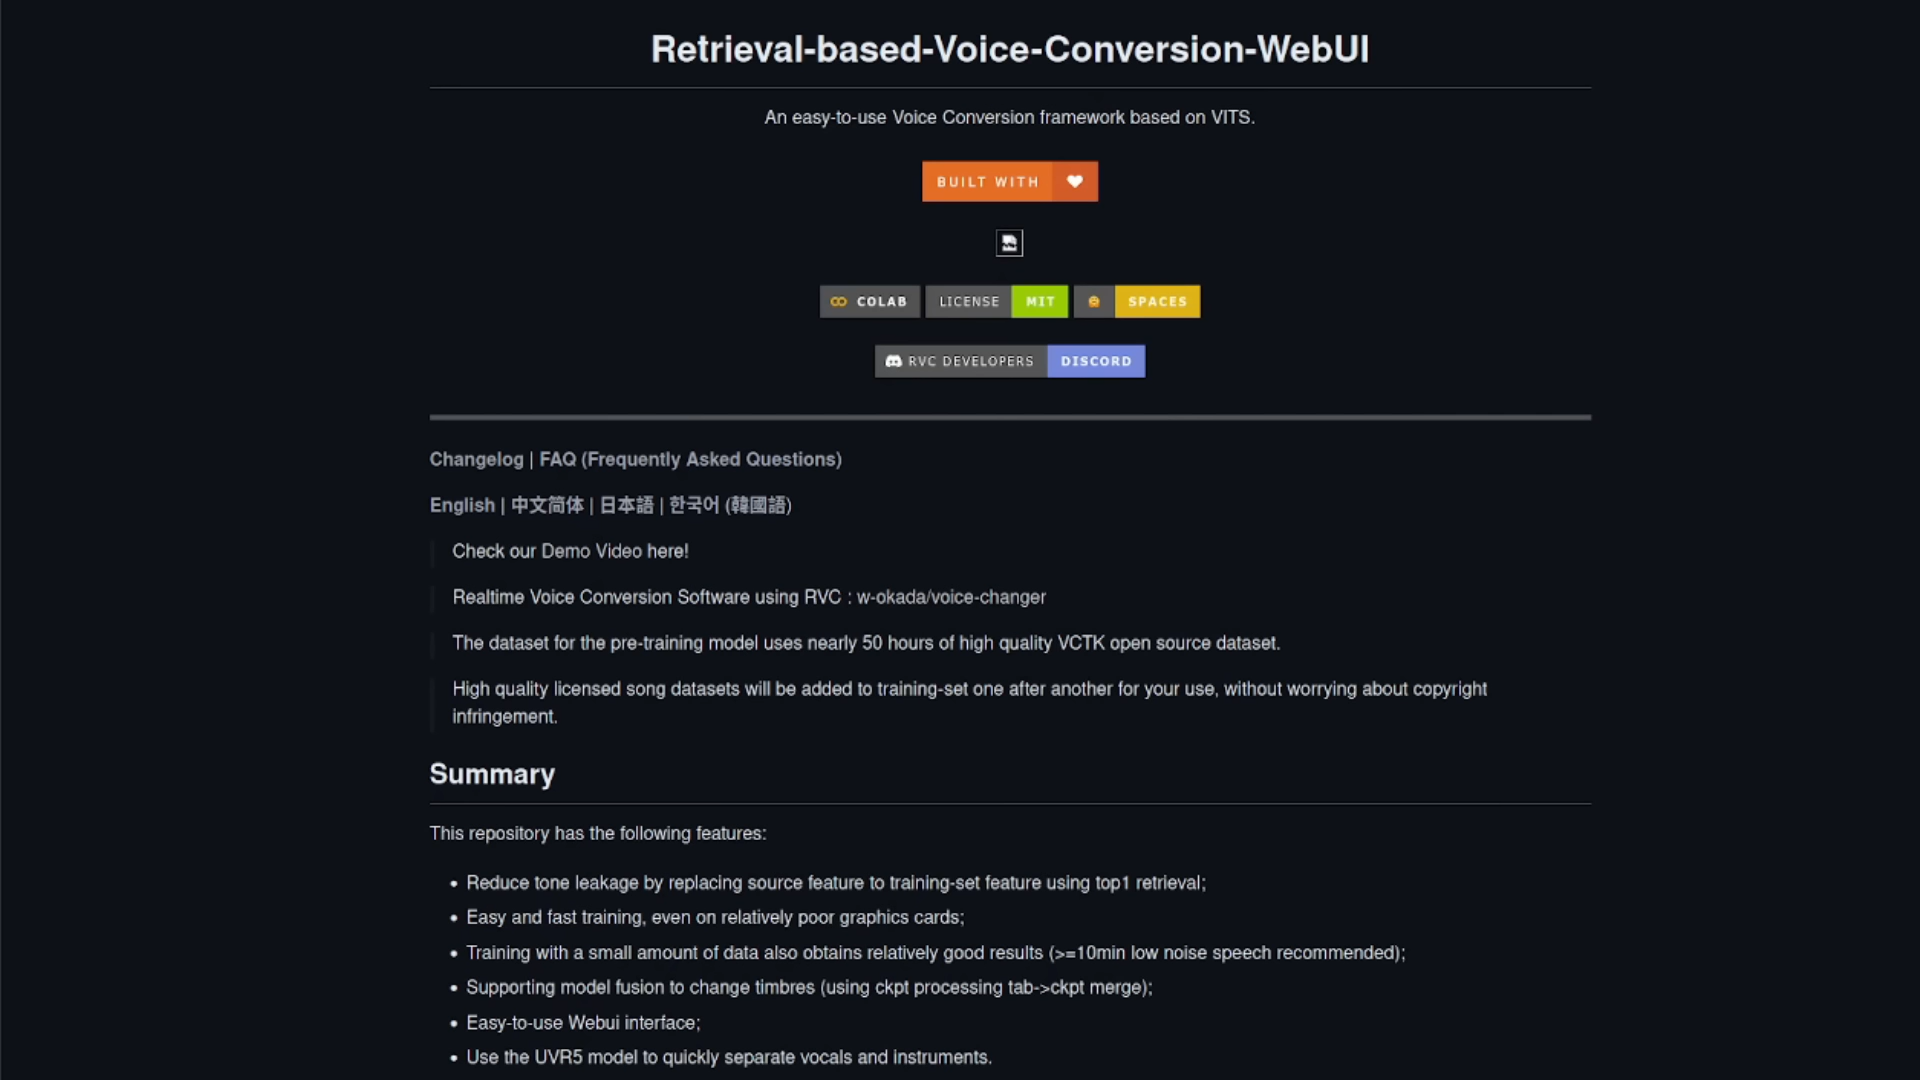 Retrieval-based-Voice-Conversion-WebUI
An easy-to-use Voice Conversion framework based on VITS.
BUILT WITH
COLAB LICENSE MIT SPACES
RVC DEVELOPERS DISCORD
Changelog | FAQ (Frequently Asked Questions)
English | 中文简体 | 日本語 | 한국어 (韓國語)
Check our Demo Video here!
Realtime Voice Conversion Software using RVC : w-okada/voice-changer
The dataset for the pre-training model uses nearly 50 hours of high quality VCTK open source dataset.
High quality licensed song datasets will be added to training-set one after another for your use, without worrying about copyright
infringement.
Summary
This repository has the following features:
• Reduce tone leakage by replacing source feature to training-set feature using top1 retrieval;
• Easy and fast training, even on relatively poor graphics cards;
• Training with a small amount of data also obtains relatively good results (>=10min low noise speech recommended);
• Supporting model fusion to change timbres (using ckpt processing tab->ckpt merge);
• Easy-to-use Webui interface;
• Use the UVR5 model to quickly separate vocals and instruments.